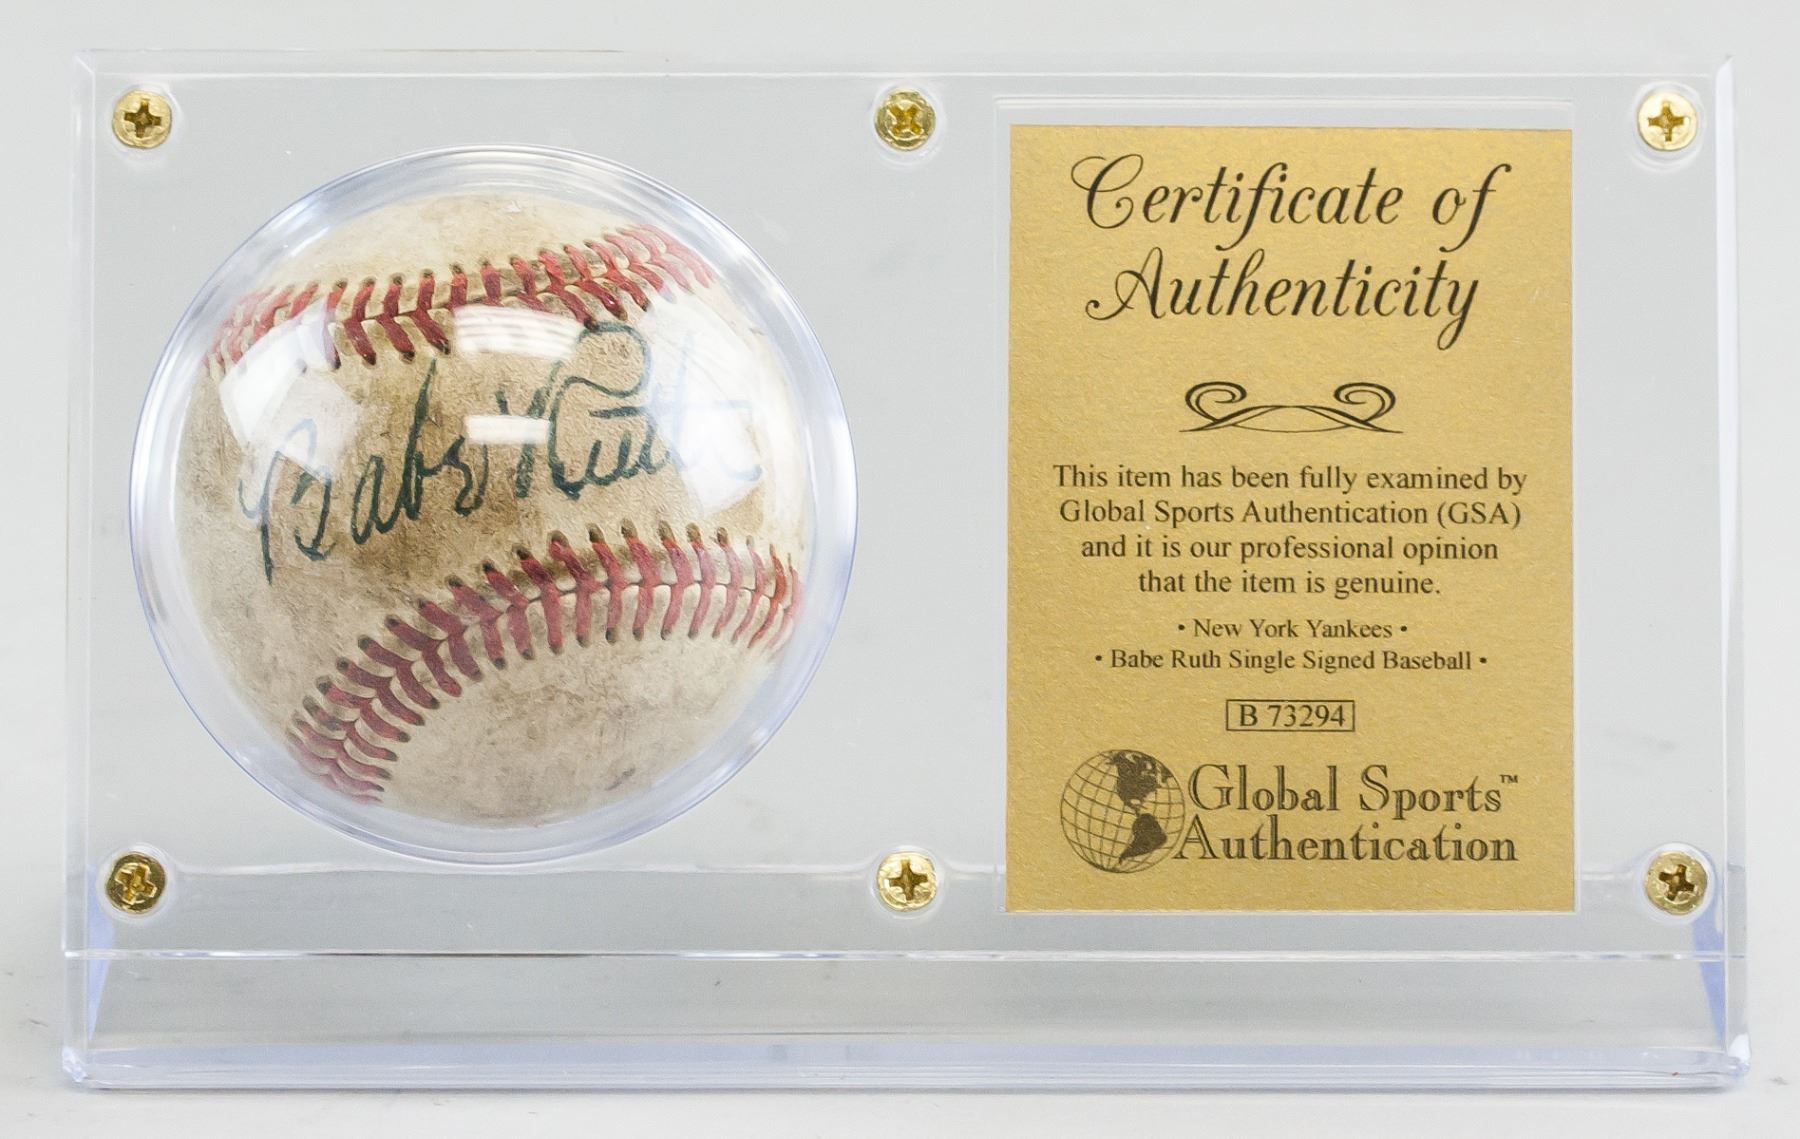 Babe Ruth
Certificate of
Authenticity
This item has been fully examined by
Global Sports Authentication (GSA)
and it is our professional opinion
that the item is genuine.
• New York Yankees •
• Babe Ruth Single Signed Baseball •
B 73294
Global Sports™
Authentication